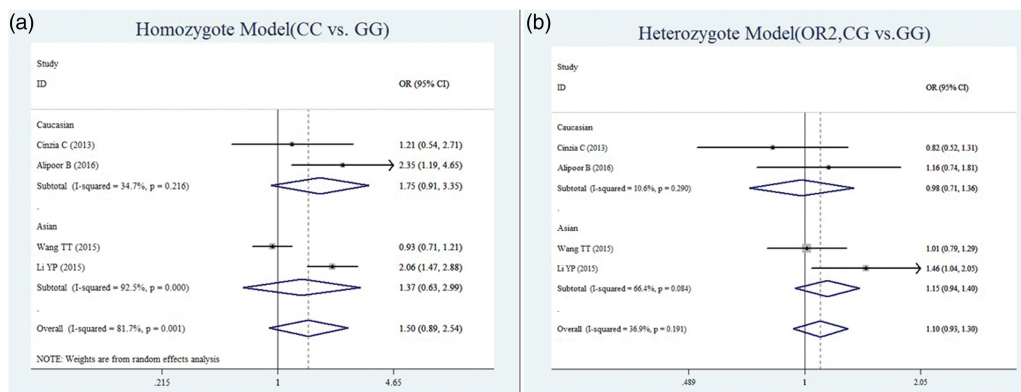 (a)
Homozygote Model(CC vs. GG)
Study
ID OR (95% CI)
Caucasian
Cinzia C (2013) 1.21 (0.54, 2.71)
Alipoor B (2016) 2.35 (1.19, 4.65)
Subtotal (I-squared = 34.7%, p = 0.216) 1.75 (0.91, 3.35)
.
Asian
Wang TT (2015) 0.93 (0.71, 1.21)
Li YP (2015) 2.06 (1.47, 2.88)
Subtotal (I-squared = 92.5%, p = 0.000) 1.37 (0.63, 2.99)
.
Overall (I-squared = 81.7%, p = 0.001) 1.50 (0.89, 2.54)
NOTE: Weights are from random effects analysis
.215 1 4.65
(b)
Heterozygote Model(OR2,CG vs.GG)
Study
ID OR (95% CI)
Caucasian
Cinzia C (2013) 0.82 (0.52, 1.31)
Alipoor B (2016) 1.16 (0.74, 1.81)
Subtotal (I-squared = 10.6%, p = 0.290) 0.98 (0.71, 1.36)
.
Asian
Wang TT (2015) 1.01 (0.79, 1.29)
Li YP (2015) 1.46 (1.04, 2.05)
Subtotal (I-squared = 66.4%, p = 0.084) 1.15 (0.94, 1.40)
.
Overall (I-squared = 36.9%, p = 0.191) 1.10 (0.93, 1.30)
.489 1 2.05